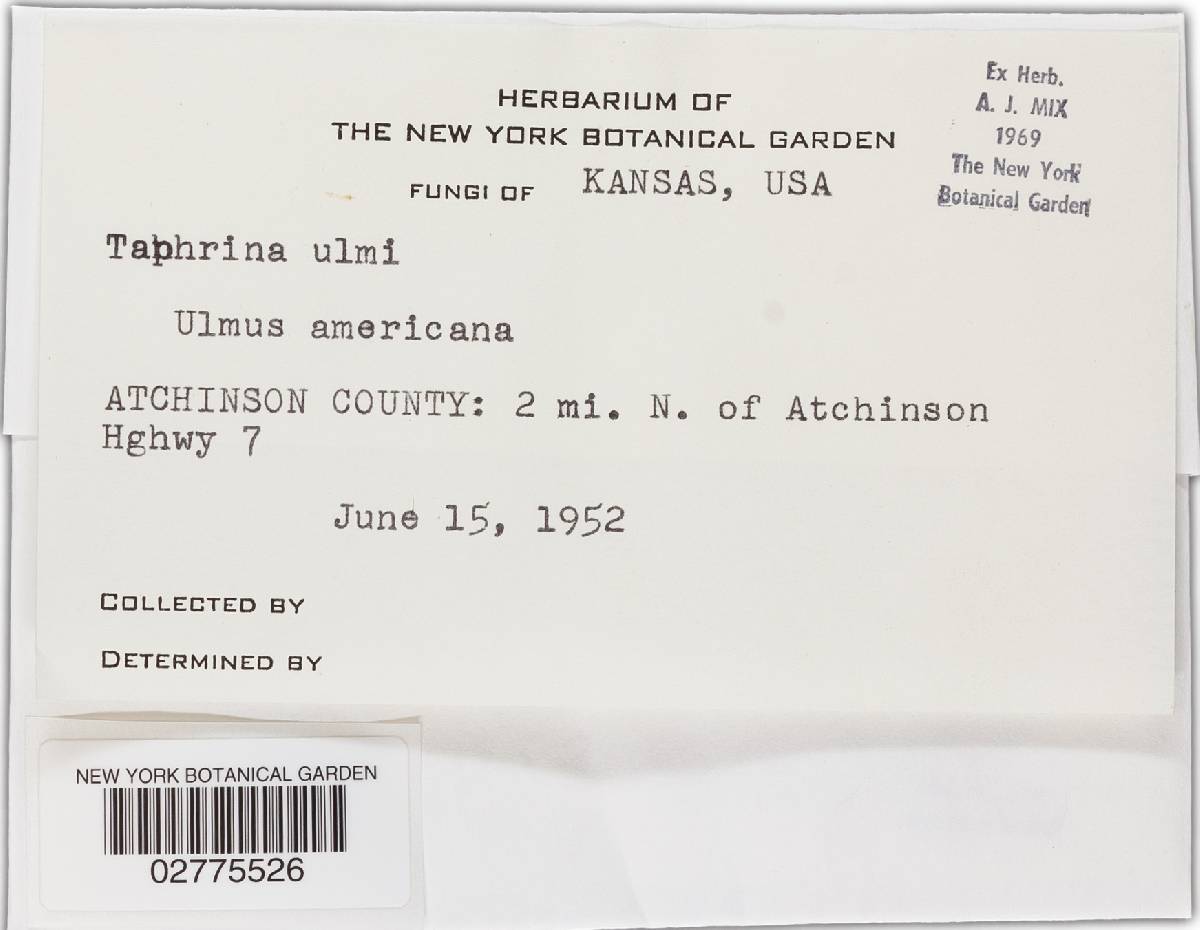 HERBARIUM OF
THE NEW YORK BOTANICAL GARDEN
FUNGI OF KANSAS, USA
Ex Herb.
A. J. MIX
1969
The New York
Botanical Garden
Taphrina ulmi
Ulmus americana
ATCHINSON COUNTY: 2 mi. N. of Atchinson
Hghwy 7
June 15, 1952
COLLECTED BY
DETERMINED BY
NEW YORK BOTANICAL GARDEN
02775526